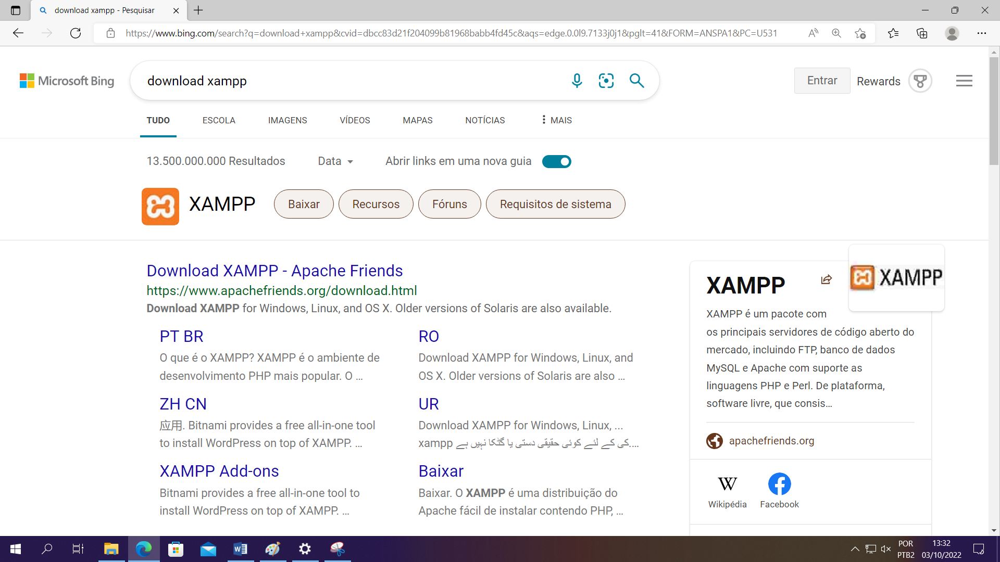 download xampp - Pesquisar
https://www.bing.com/search?q=download+xampp&cvid=dbcc83d21f204099b81968babb4fd45c&aqs=edge.0.0l9.7133j0j1&pglt=41&FORM=ANSPA1&PC=U531
Microsoft Bing
download xampp
Entrar
Rewards
TUDO
ESCOLA
IMAGENS
VÍDEOS
MAPAS
NOTÍCIAS
MAIS
13.500.000.000 Resultados
Data
Abrir links em uma nova guia
XAMPP
Baixar
Recursos
Fóruns
Requisitos de sistema
Download XAMPP - Apache Friends
https://www.apachefriends.org/download.html
Download XAMPP for Windows, Linux, and OS X. Older versions of Solaris are also available.
PT BR
O que é o XAMPP? XAMPP é o ambiente de
desenvolvimento PHP mais popular. O ...
RO
Download XAMPP for Windows, Linux, and
OS X. Older versions of Solaris are also ...
ZH CN
应用. Bitnami provides a free all-in-one tool
to install WordPress on top of XAMPP. ...
UR
Download XAMPP for Windows, Linux, ...
xampp کی کے لئے کوئی حقیقی دستی یا گٹکا نہیں ہے....
XAMPP Add-ons
Bitnami provides a free all-in-one tool to
install WordPress on top of XAMPP. ...
Baixar
Baixar. O XAMPP é uma distribuição do
Apache fácil de instalar contendo PHP, ...
XAMPP
XAMPP
XAMPP é um pacote com
os principais servidores de código aberto do
mercado, incluindo FTP, banco de dados
MySQL e Apache com suporte as
linguagens PHP e Perl. De plataforma,
software livre, que consis...
apachefriends.org
W
Wikipédia
Facebook
POR
PTB2
13:32
03/10/2022